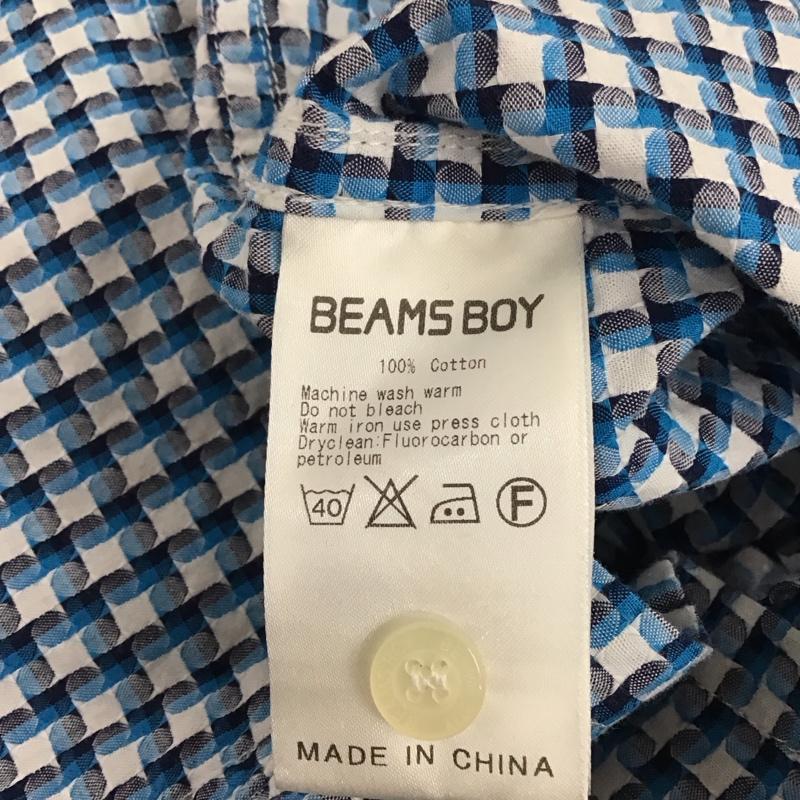 BEAMS BOY
100% Cotton
Machine wash warm
Do not bleach
Warm iron use press cloth
Dryclean:Fluorocarbon or
petroleum
40 F
MADE IN CHINA